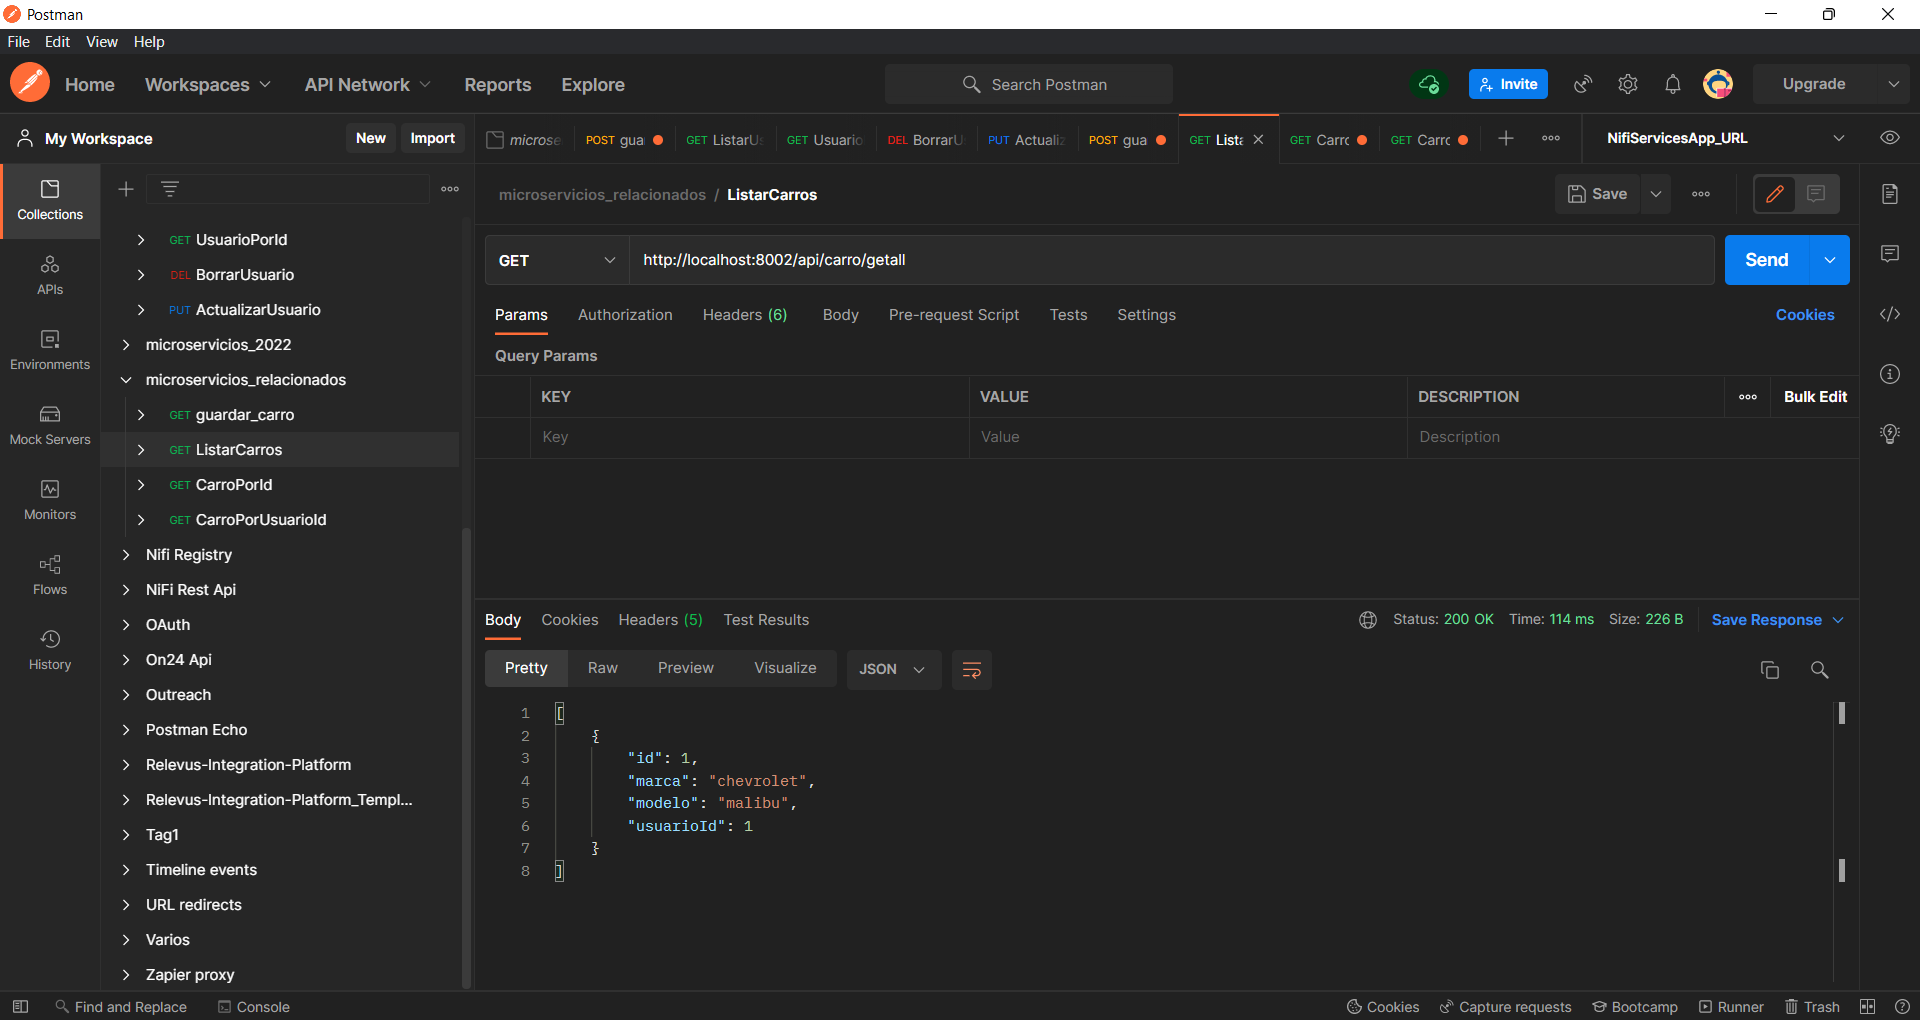 Postman
File Edit View Help
Home Workspaces API Network Reports Explore Search Postman Invite Upgrade
My Workspace New Import microse POST gua GET ListarUs GET Usuario DEL BorrarU PUT Actualiz POST gua GET Lista GET Carro GET Carro NifiServicesApp_URL
Collections
APIs
Environments
Mock Servers
Monitors
Flows
History
GET UsuarioPorId
DEL BorrarUsuario
PUT ActualizarUsuario
microservicios_2022
microservicios_relacionados
GET guardar_carro
GET ListarCarros
GET CarroPorId
GET CarroPorUsuarioId
Nifi Registry
NiFi Rest Api
OAuth
On24 Api
Outreach
Postman Echo
Relevus-Integration-Platform
Relevus-Integration-Platform_Templ...
Tag1
Timeline events
URL redirects
Varios
Zapier proxy
microservicios_relacionados / ListarCarros Save
GET http://localhost:8002/api/carro/getall Send
Params Authorization Headers (6) Body Pre-request Script Tests Settings Cookies
Query Params
KEY VALUE DESCRIPTION Bulk Edit
Key Value Description
Body Cookies Headers (5) Test Results Status: 200 OK Time: 114 ms Size: 226 B Save Response
Pretty Raw Preview Visualize JSON
1 [
2 {
3 "id": 1,
4 "marca": "chevrolet",
5 "modelo": "malibu",
6 "usuarioId": 1
7 }
8 ]
Find and Replace Console Cookies Capture requests Bootcamp Runner Trash